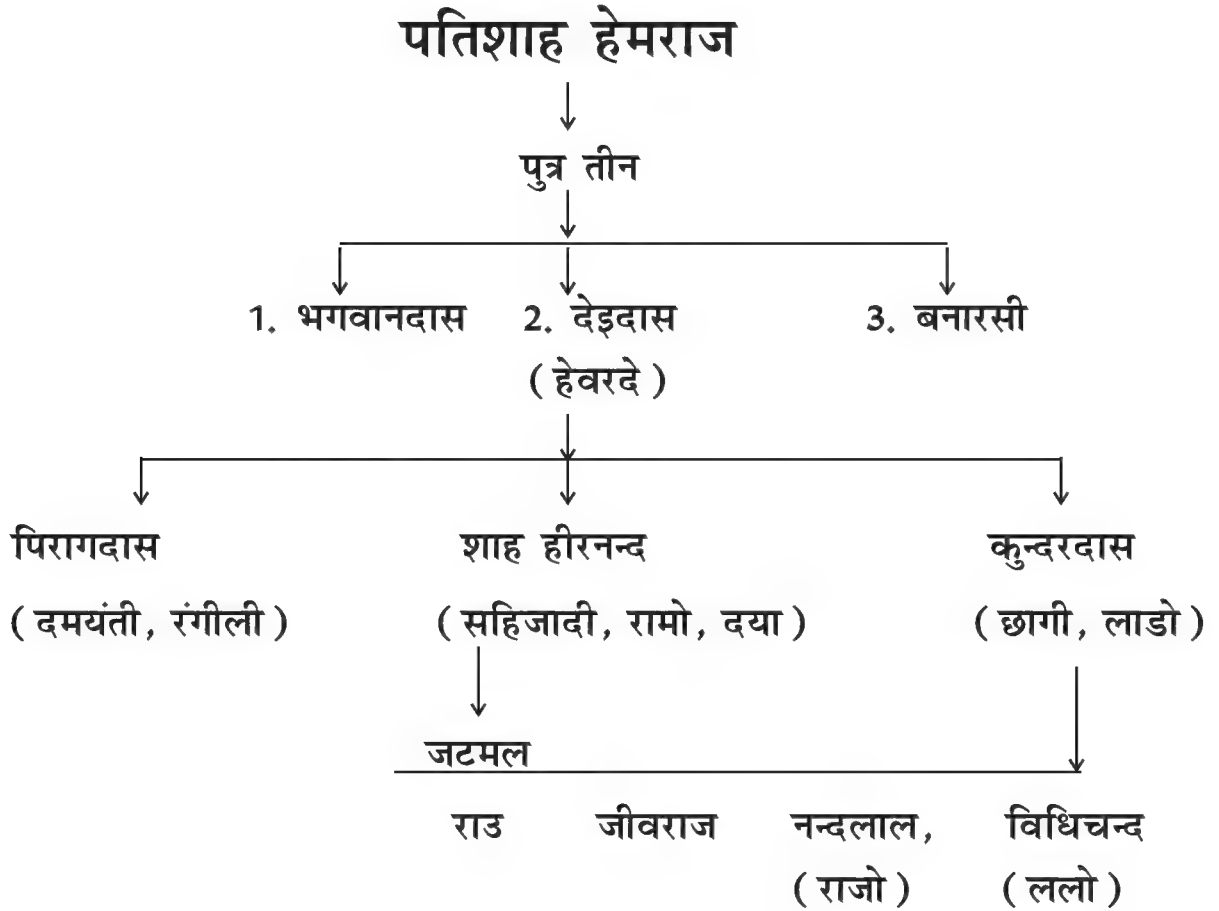 पतिशाह हेमराज
पुत्र तीन
1. भगवानदास 2. देइदास 3. बनारसी
( हेवरदे )
पिरागदास शाह हीरनन्द कुन्दरदास
( दमयंती, रंगीली ) ( सहिजादी, रामो, दया ) ( छागी, लाडो )
जटमल
राउ जीवराज नन्दलाल, विधिचन्द
( राजो ) ( ललो )